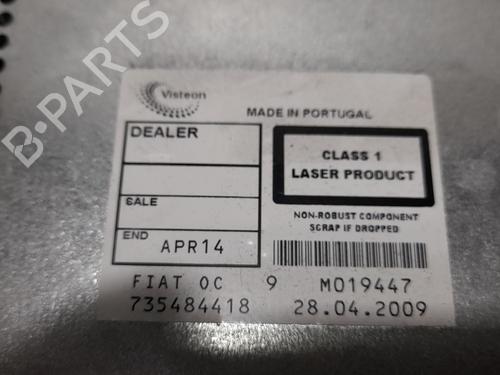 Visteon
MADE IN PORTUGAL
DEALER
CLASS 1
LASER PRODUCT
SALE
NON-ROBUST COMPONENT
SCRAP IF DROPPED
END APR14
FIAT OC 9 M019447
735484418 28.04.2009
B-PARTS